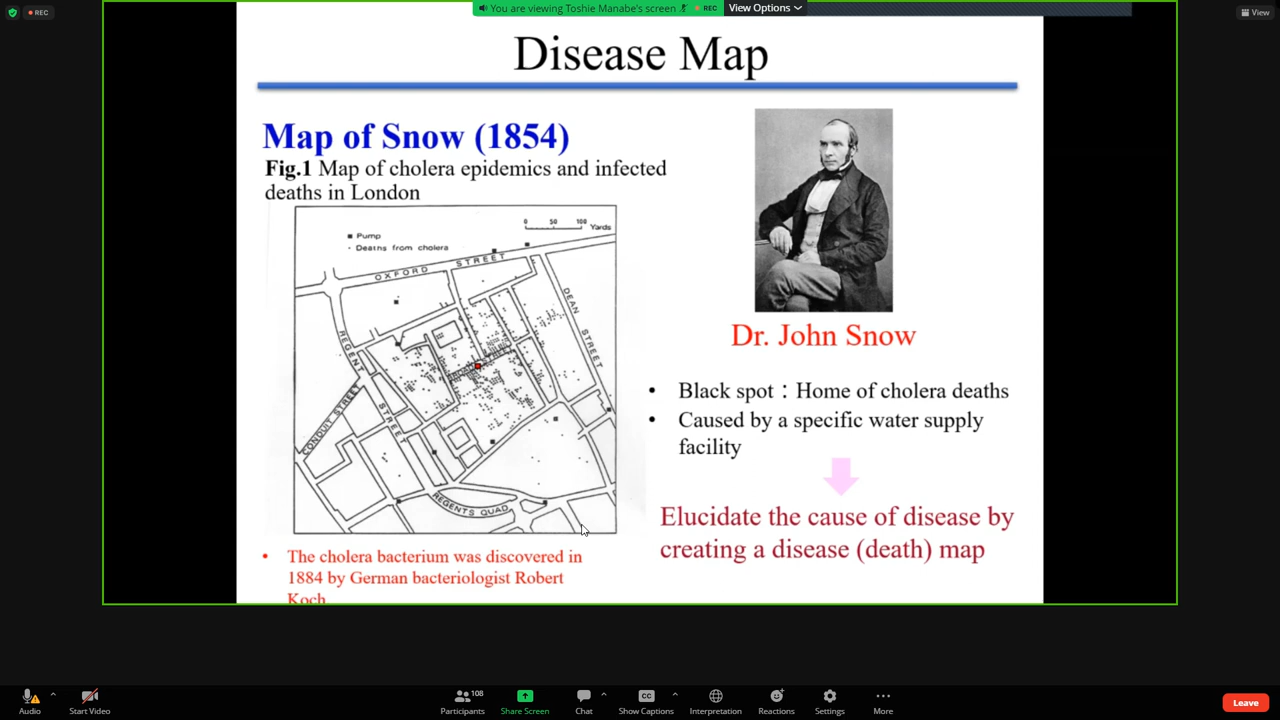 REC
You are viewing Toshie Manabe's screen
REC
View Options
View
Disease Map
Map of Snow (1854)
Fig.1 Map of cholera epidemics and infected
deaths in London
0 50 100 Yards
Pump
Deaths from cholera
OXFORD STREET
DEAN STREET
REGENT STREET
CONDUIT STREET
REGENTS QUAD
• The cholera bacterium was discovered in
1884 by German bacteriologist Robert
Koch
Dr. John Snow
• Black spot：Home of cholera deaths
• Caused by a specific water supply
facility
Elucidate the cause of disease by
creating a disease (death) map
Audio
Start Video
Participants 108
Share Screen
Chat
CC
Show Captions
Interpretation
Reactions
Settings
More
Leave